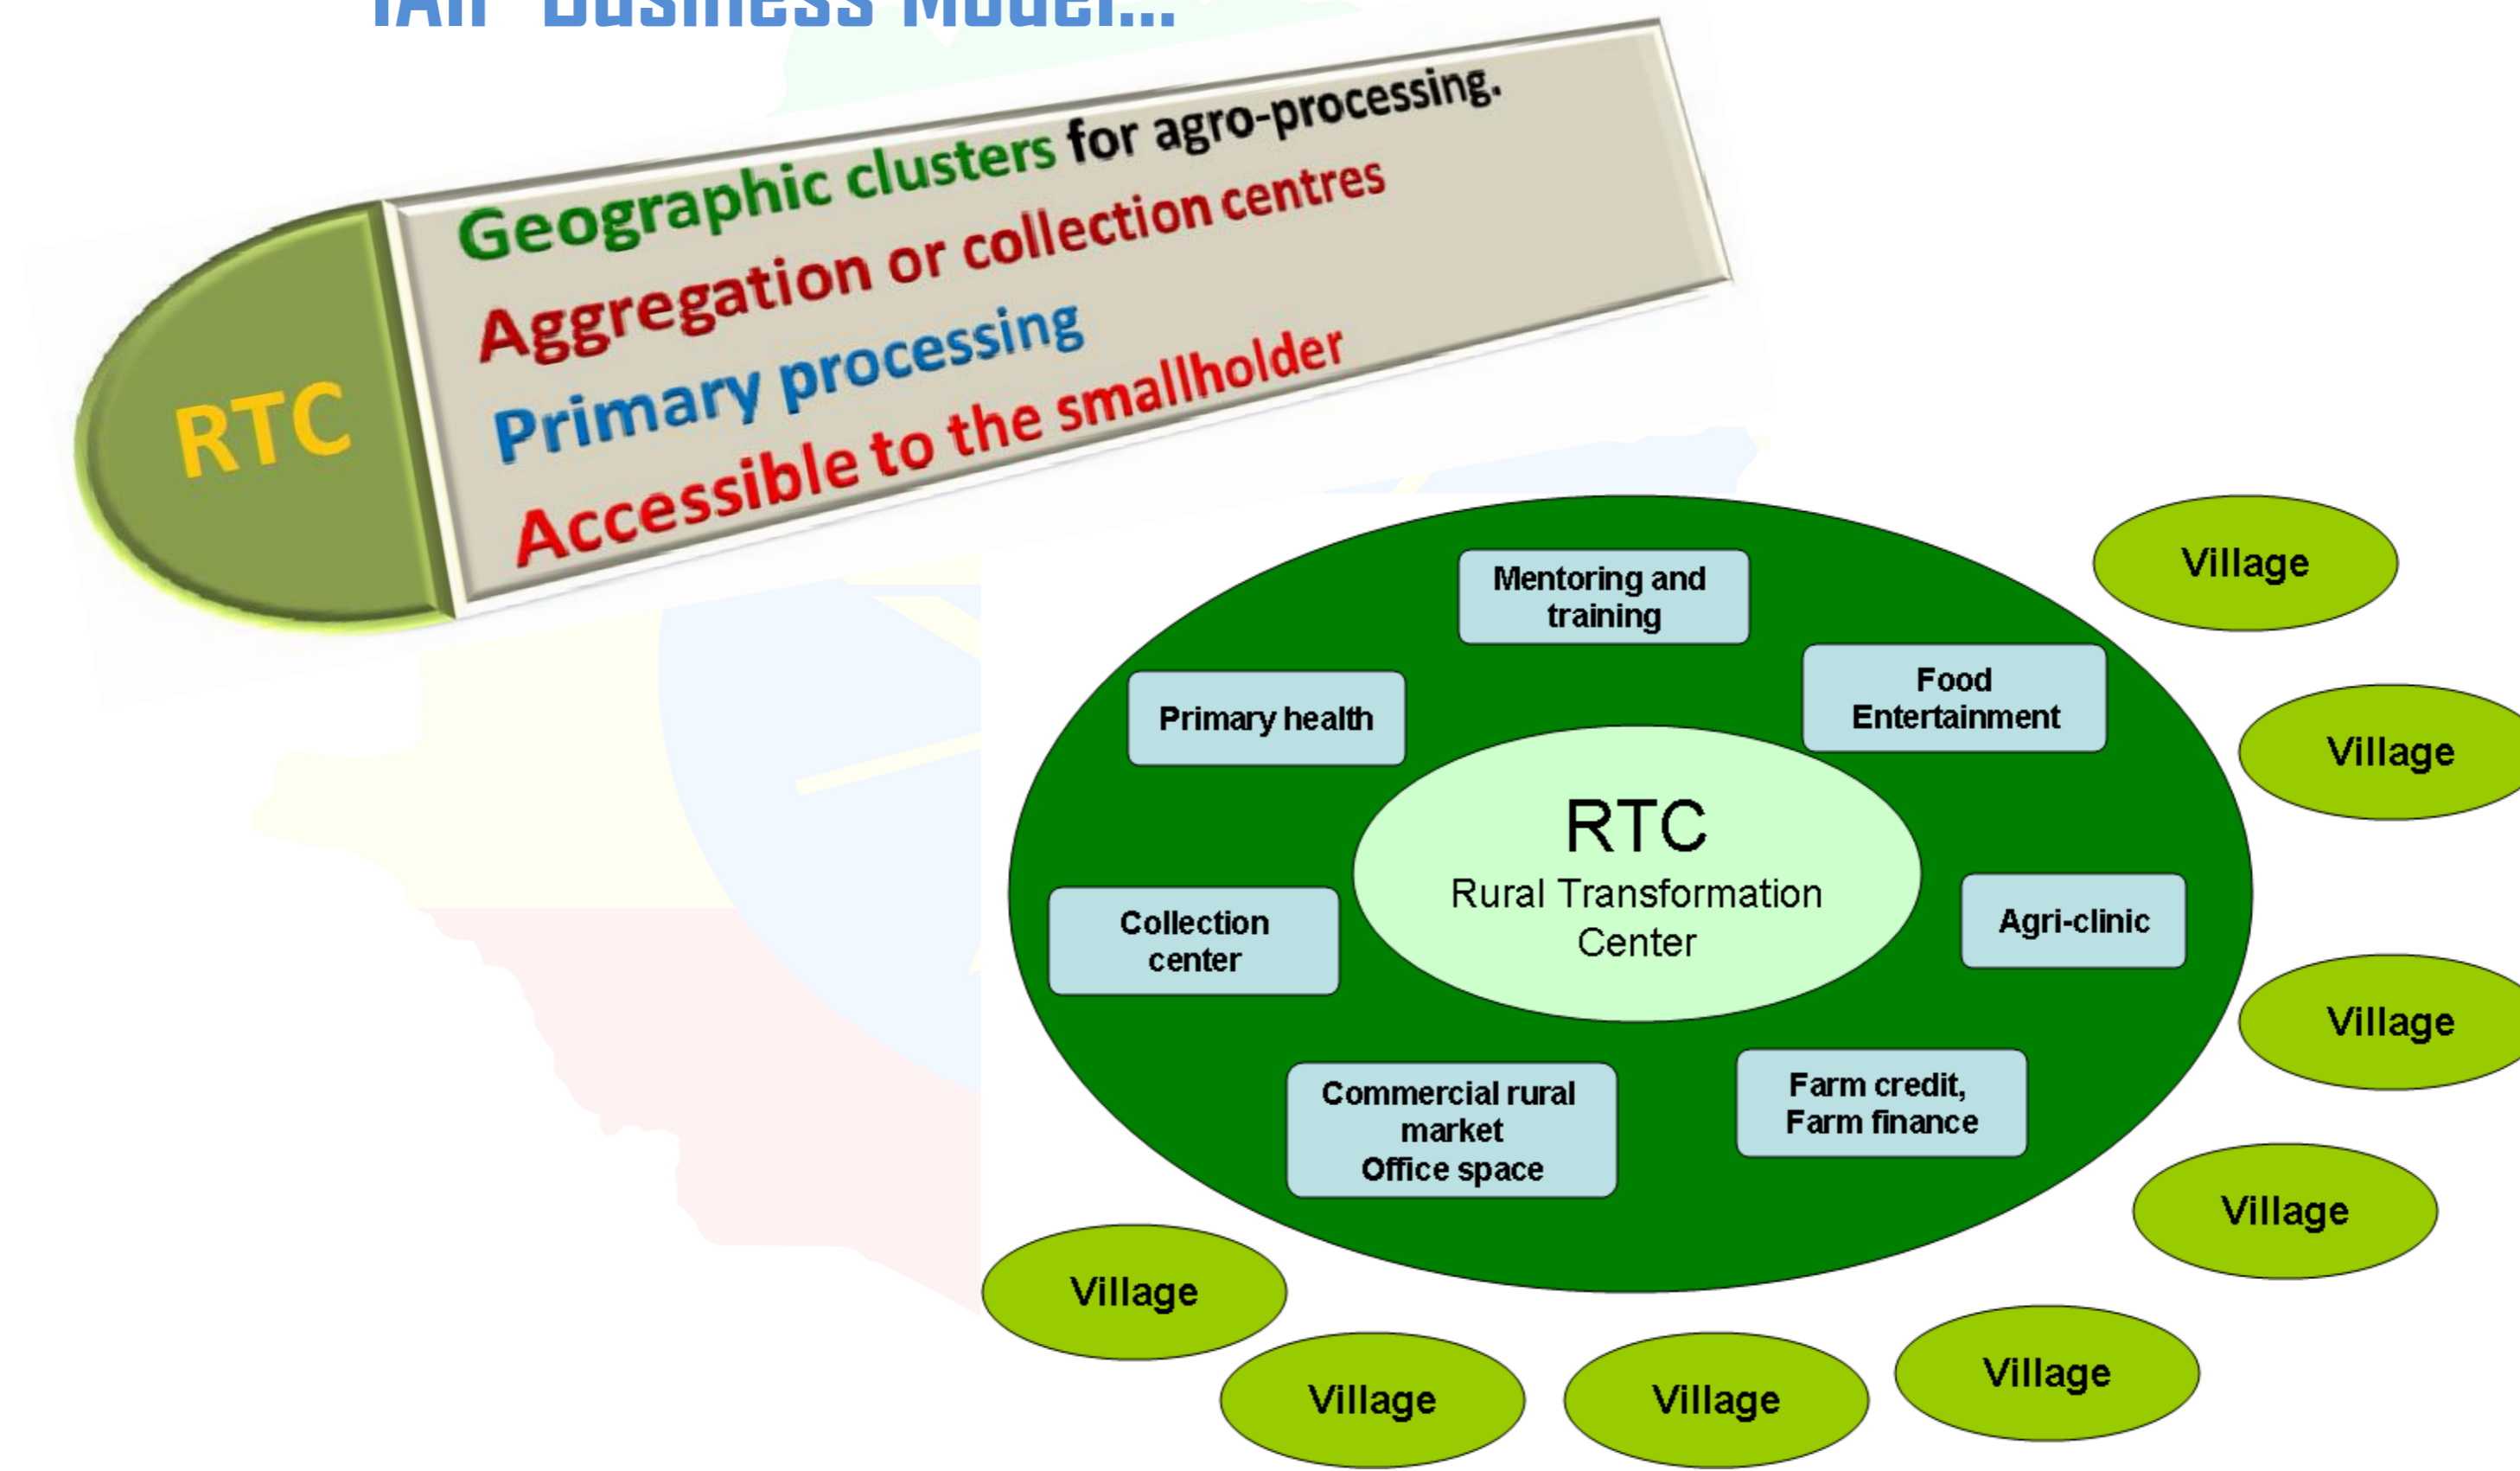 Business Model...
Geographic clusters for agro-processing.
Aggregation or collection centres
Primary processing
Accessible to the smallholder
RTC
Mentoring and
training
Food
Entertainment
Primary health
RTC
Rural Transformation
Center
Agri-clinic
Collection
center
Farm credit,
Farm finance
Commercial rural
market
Office space
Village
Village
Village
Village
Village
Village
Village
Village